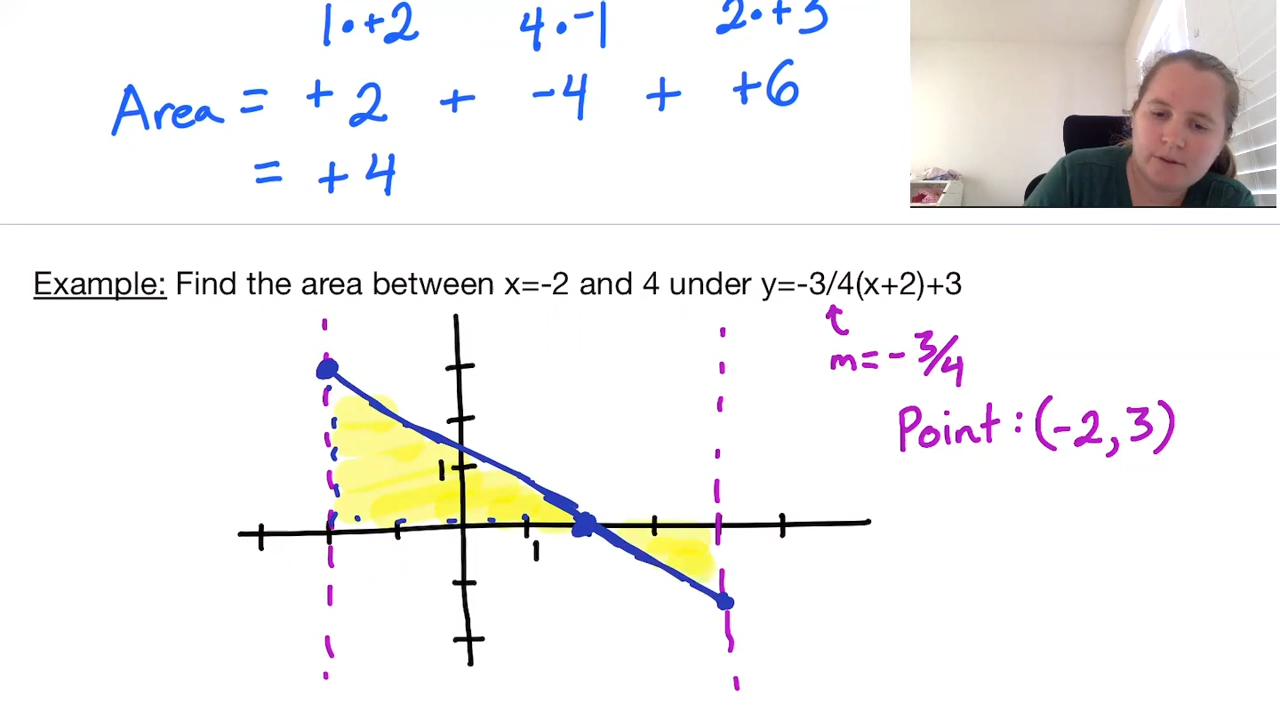 1·+2 4·-1 2·+3
Area = +2 + -4 + +6
= +4
Example: Find the area between x=-2 and 4 under y=-3/4(x+2)+3
m = -3/4
Point: (-2,3)
1
1